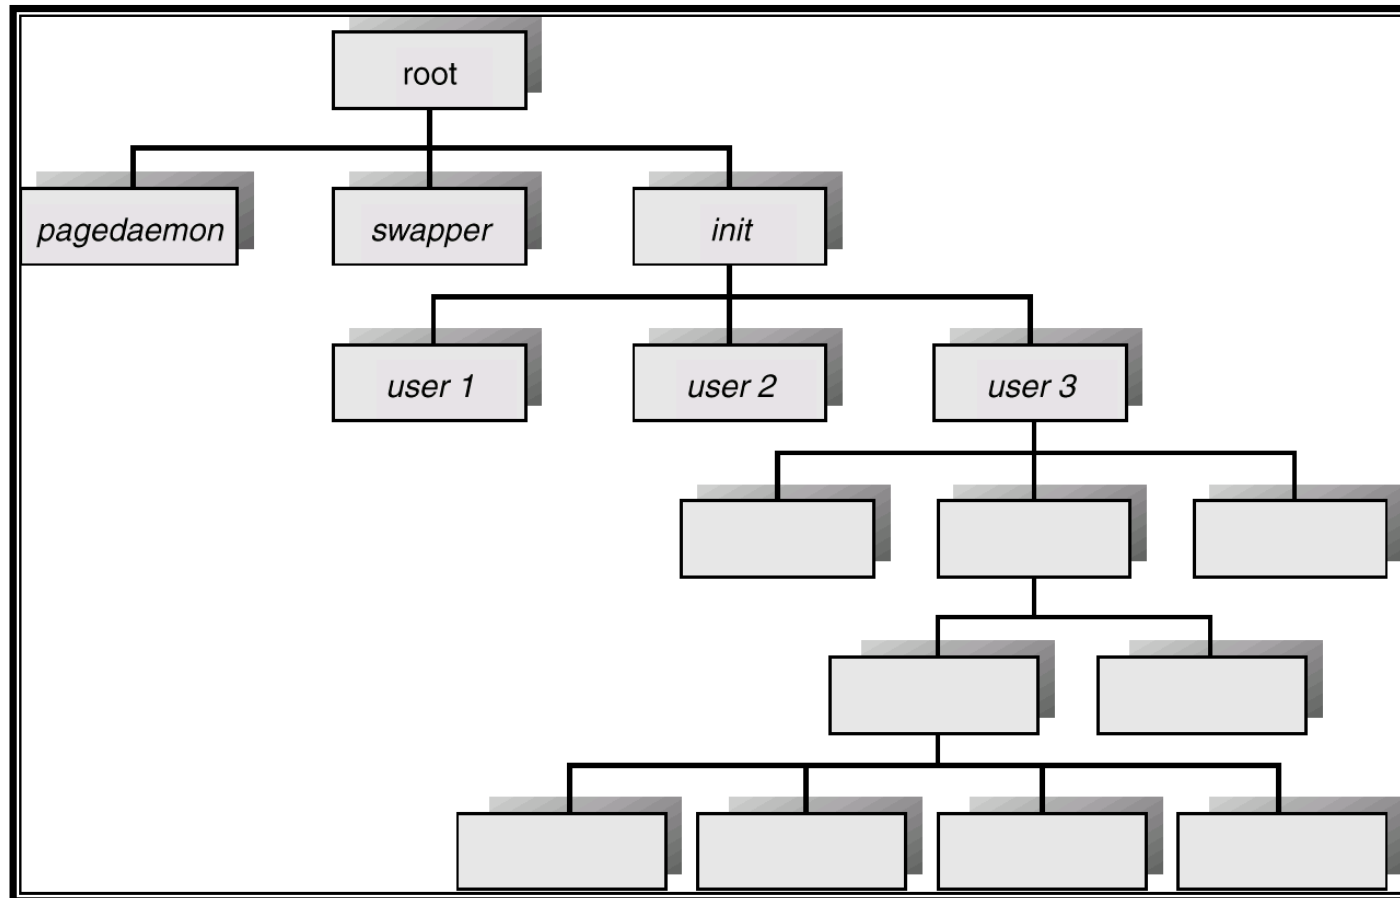 root
pagedaemon
swapper
init
user 1
user 2
user 3